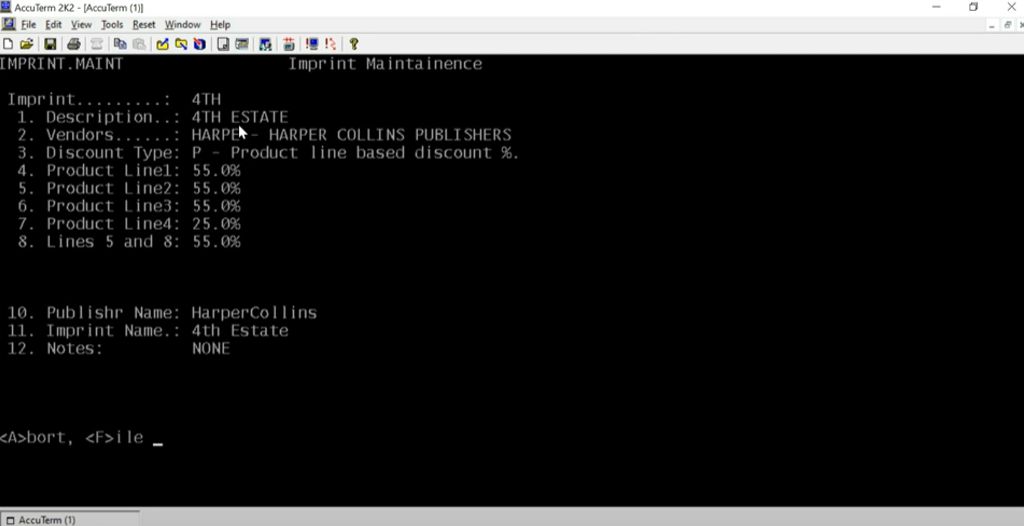 AccuTerm 2K2 - [AccuTerm (1)]
File Edit View Tools Reset Window Help
IMPRINT.MAINT Imprint Maintainence
Imprint.........: 4TH
1. Description..: 4TH ESTATE
2. Vendors......: HARPE - HARPER COLLINS PUBLISHERS
3. Discount Type: P - Product line based discount %.
4. Product Line1: 55.0%
5. Product Line2: 55.0%
6. Product Line3: 55.0%
7. Product Line4: 25.0%
8. Lines 5 and 8: 55.0%
10. Publishr Name: HarperCollins
11. Imprint Name.: 4th Estate
12. Notes: NONE
<A>bort, <F>ile _
AccuTerm (1)